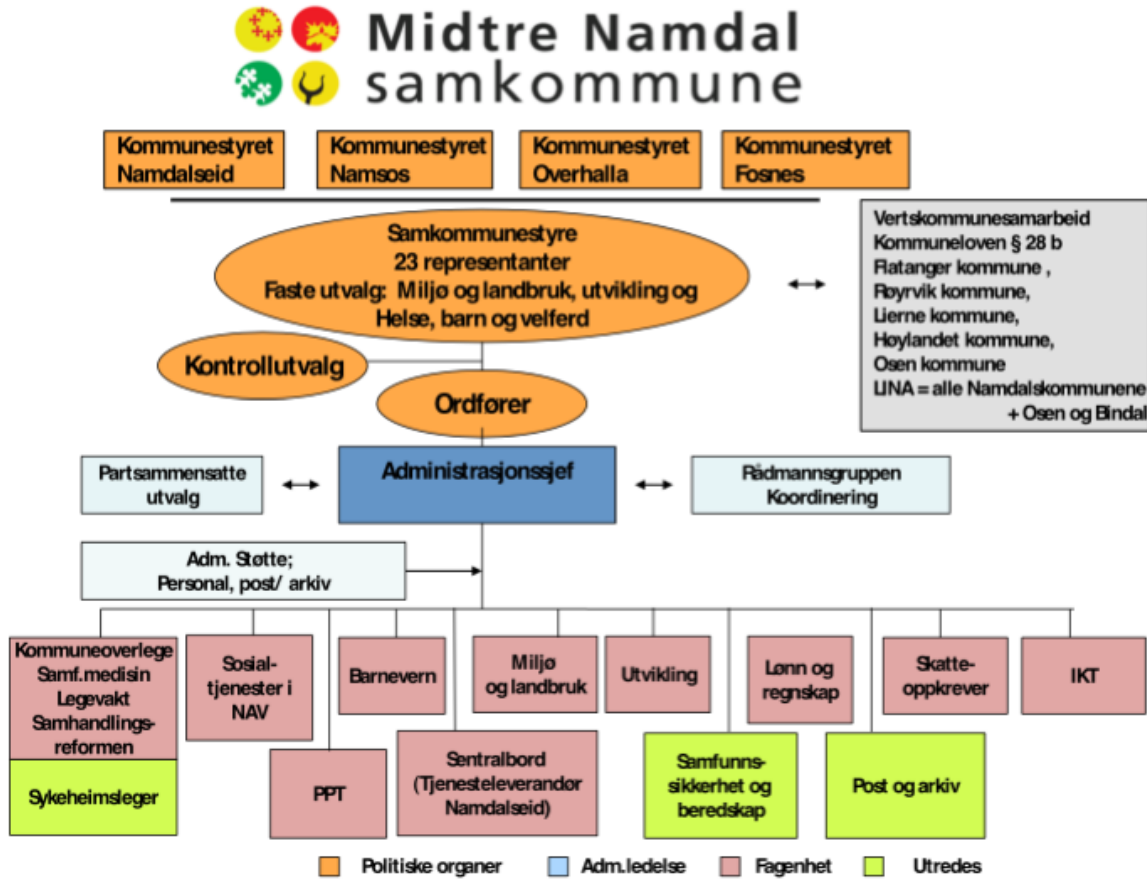 Midtre Namdal
samkommune
Kommunestyret
Namdalseid
Kommunestyret
Namsos
Kommunestyret
Overhalla
Kommunestyret
Fosnes
Samkommunestyre
23 representanter
Faste utvalg: Miljø og landbruk, utvikling og
Helse, barn og velferd
Vertskommunesamarbeid
Kommuneloven § 28 b
Flatanger kommune ,
Røyrvik kommune,
Lierne kommune,
Høylandet kommune,
Osen kommune
LINA = alle Namdalskommunene
+ Osen og Bindal
Kontrollutvalg
Ordfører
Partsammensatte
utvalg
Administrasjonssjef
Rådmannsgruppen
Koordinering
Adm. Støtte;
Personal, post/ arkiv
Kommuneoverlege
Samf.medisin
Legevakt
Samhandlings-
reformen
Sykeheimsleger
Sosial-
tjenester i
NAV
PPT
Barnevern
Sentralbord
(Tjenesteleverandør
Namdalseid)
Miljø
og landbruk
Utvikling
Samfunns-
sikkerhet og
beredskap
Lønn og
regnskap
Post og arkiv
Skatte-
oppkrever
IKT
Politiske organer
Adm.ledelse
Fagenhet
Utredes